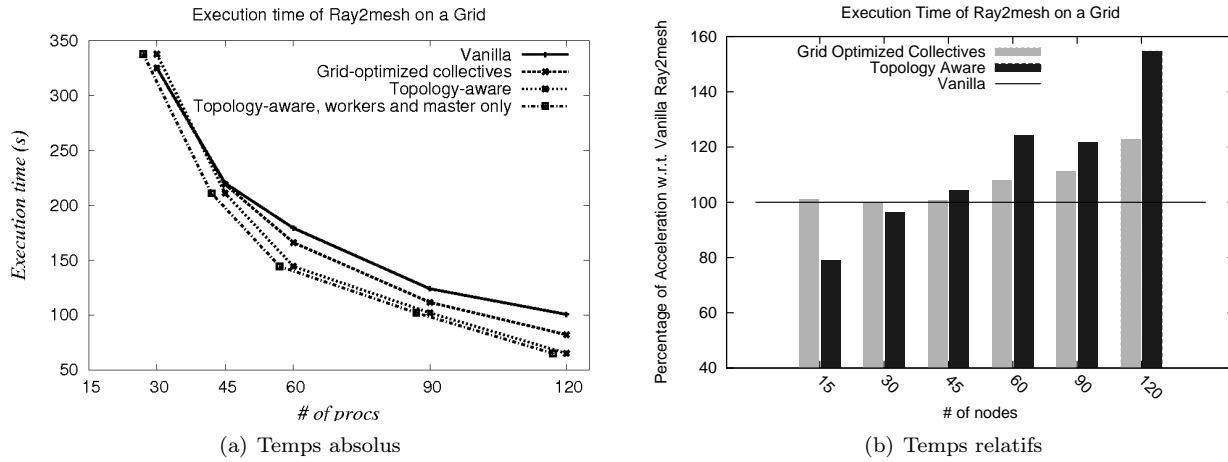 Execution time of Ray2mesh on a Grid
350
300
250
200
150
100
50
Execution time (s)
Vanilla
Grid-optimized collectives
Topology-aware
Topology-aware, workers and master only
15 30 45 60 90 120
# of procs
(a) Temps absolus
Execution Time of Ray2mesh on a Grid
160
140
120
100
80
60
40
Percentage of Acceleration w.r.t. Vanilla Ray2mesh
Grid Optimized Collectives
Topology Aware
Vanilla
15 30 45 60 90 120
# of nodes
(b) Temps relatifs